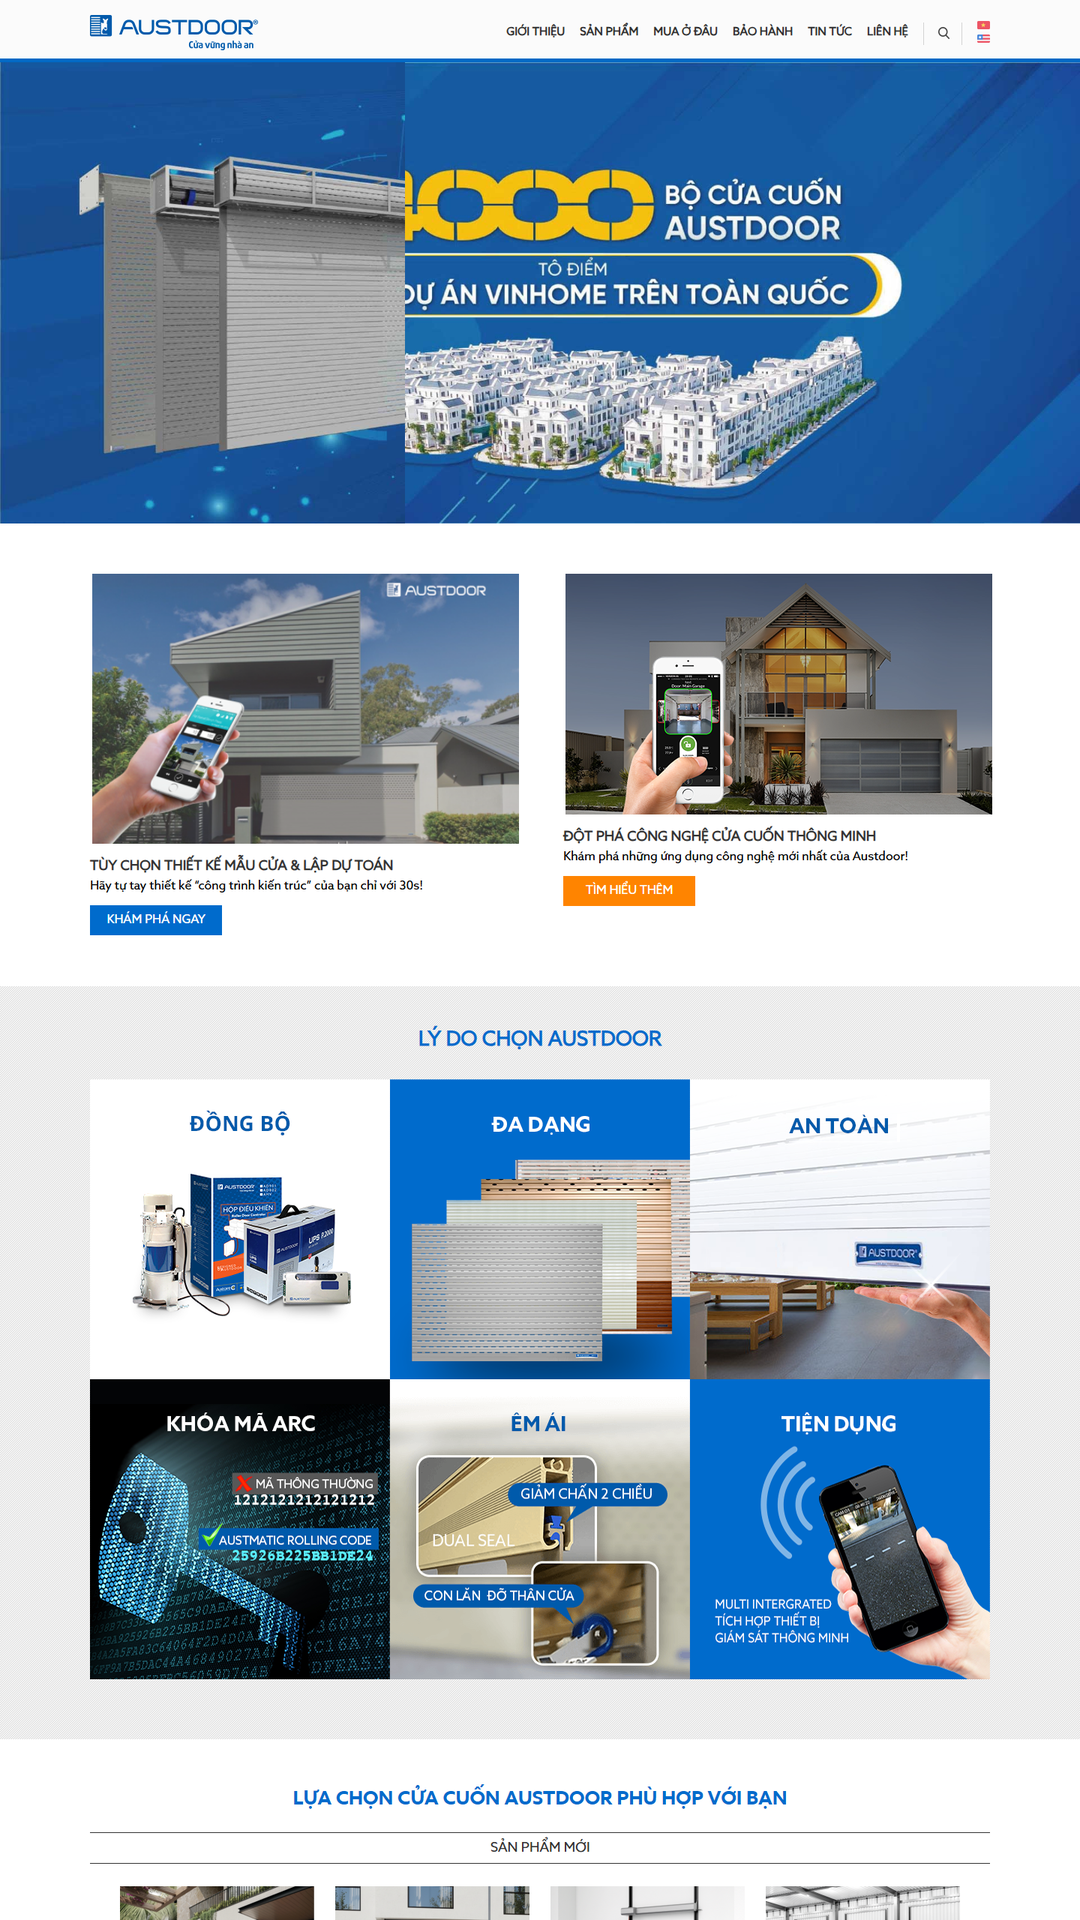 AUSTDOOR®
Cửa vững nhà an
GIỚI THIỆU SẢN PHẨM MUA Ở ĐÂU BẢO HÀNH TIN TỨC LIÊN HỆ
000 BỘ CỬA CUỐN
AUSTDOOR
TÔ ĐIỂM
DỰ ÁN VINHOME TRÊN TOÀN QUỐC
AUSTDOOR
TÙY CHỌN THIẾT KẾ MẪU CỬA & LẬP DỰ TOÁN
Hãy tự tay thiết kế “công trình kiến trúc” của bạn chỉ với 30s!
KHÁM PHÁ NGAY
ĐỘT PHÁ CÔNG NGHỆ CỬA CUỐN THÔNG MINH
Khám phá những ứng dụng công nghệ mới nhất của Austdoor!
TÌM HIỂU THÊM
LÝ DO CHỌN AUSTDOOR
ĐỒNG BỘ
AUSTDOOR
HỘP ĐIỀU KHIỂN
AUSTDOOR
ĐA DẠNG
AN TOÀN
AUSTDOOR
KHÓA MÃ ARC
MÃ THÔNG THƯỜNG
1212121212121212
AUSTMATIC ROLLING CODE
25926B225BB1DE24
ÊM ÁI
GIẢM CHẤN 2 CHIỀU
DUAL SEAL
CON LĂN ĐỠ THÂN CỬA
TIỆN DỤNG
MULTI INTERGRATED
TÍCH HỢP THIẾT BỊ
GIÁM SÁT THÔNG MINH
LỰA CHỌN CỬA CUỐN AUSTDOOR PHÙ HỢP VỚI BẠN
SẢN PHẨM MỚI